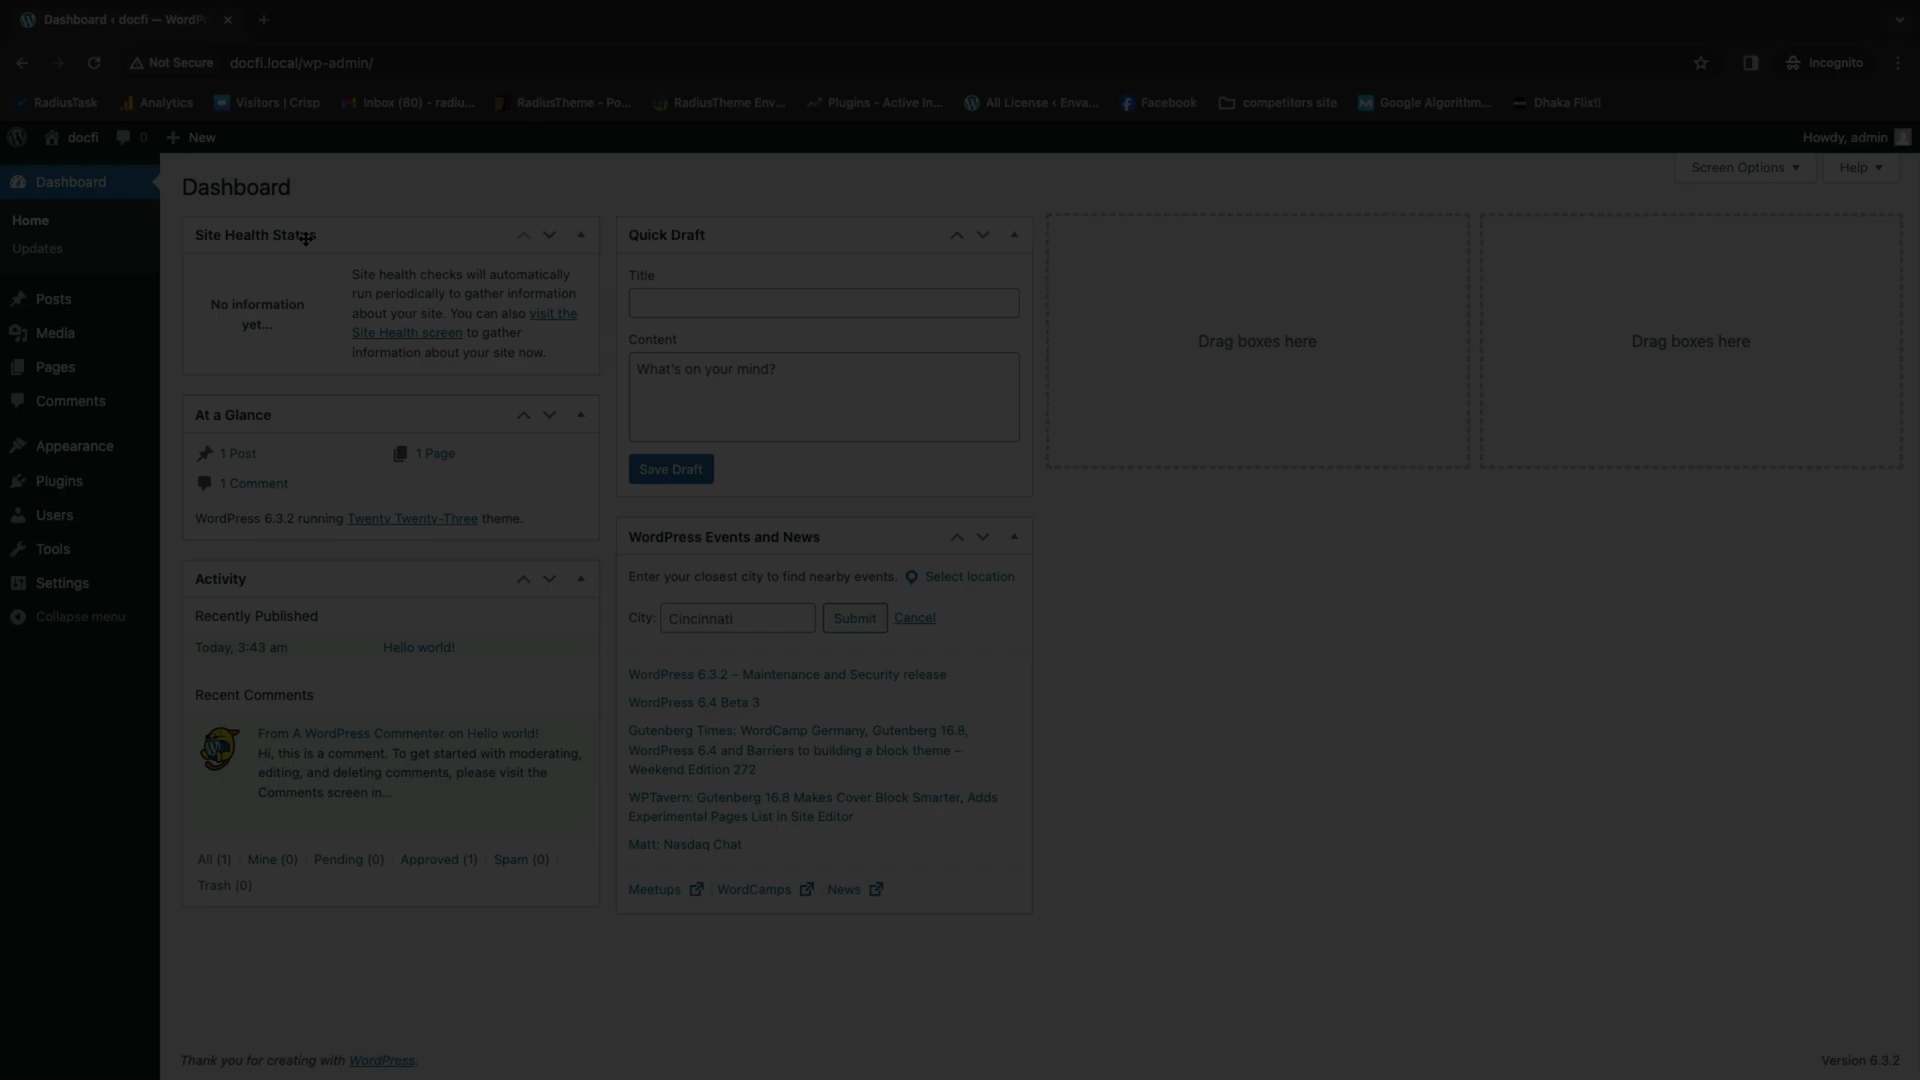 Dashboard ‹ docfi — WordPr
Not Secure docfi.local/wp-admin/ Incognito
RadiusTask Analytics Visitors | Crisp Inbox (80) - radiu... RadiusTheme - Po... RadiusTheme Env... Plugins - Active In... All License ‹ Enva... Facebook competitors site Google Algorithm... Dhaka Flix!!
docfi 0 New Howdy, admin
Screen Options Help
Dashboard
Home
Updates
Posts
Media
Pages
Comments
Appearance
Plugins
Users
Tools
Settings
Collapse menu
Dashboard
Site Health Status
No information
yet...
Site health checks will automatically
run periodically to gather information
about your site. You can also visit the
Site Health screen to gather
information about your site now.
At a Glance
1 Post 1 Page
1 Comment
WordPress 6.3.2 running Twenty Twenty-Three theme.
Activity
Recently Published
Today, 3:43 am Hello world!
Recent Comments
From A WordPress Commenter on Hello world!
Hi, this is a comment. To get started with moderating,
editing, and deleting comments, please visit the
Comments screen in...
All (1) | Mine (0) | Pending (0) | Approved (1) | Spam (0) |
Trash (0)
Quick Draft
Title
Content
What's on your mind?
Save Draft
WordPress Events and News
Enter your closest city to find nearby events. Select location
City: Cincinnati Submit Cancel
WordPress 6.3.2 – Maintenance and Security release
WordPress 6.4 Beta 3
Gutenberg Times: WordCamp Germany, Gutenberg 16.8,
WordPress 6.4 and Barriers to building a block theme –
Weekend Edition 272
WPTavern: Gutenberg 16.8 Makes Cover Block Smarter, Adds
Experimental Pages List in Site Editor
Matt: Nasdaq Chat
Meetups | WordCamps | News
Drag boxes here
Drag boxes here
Thank you for creating with WordPress.
Version 6.3.2